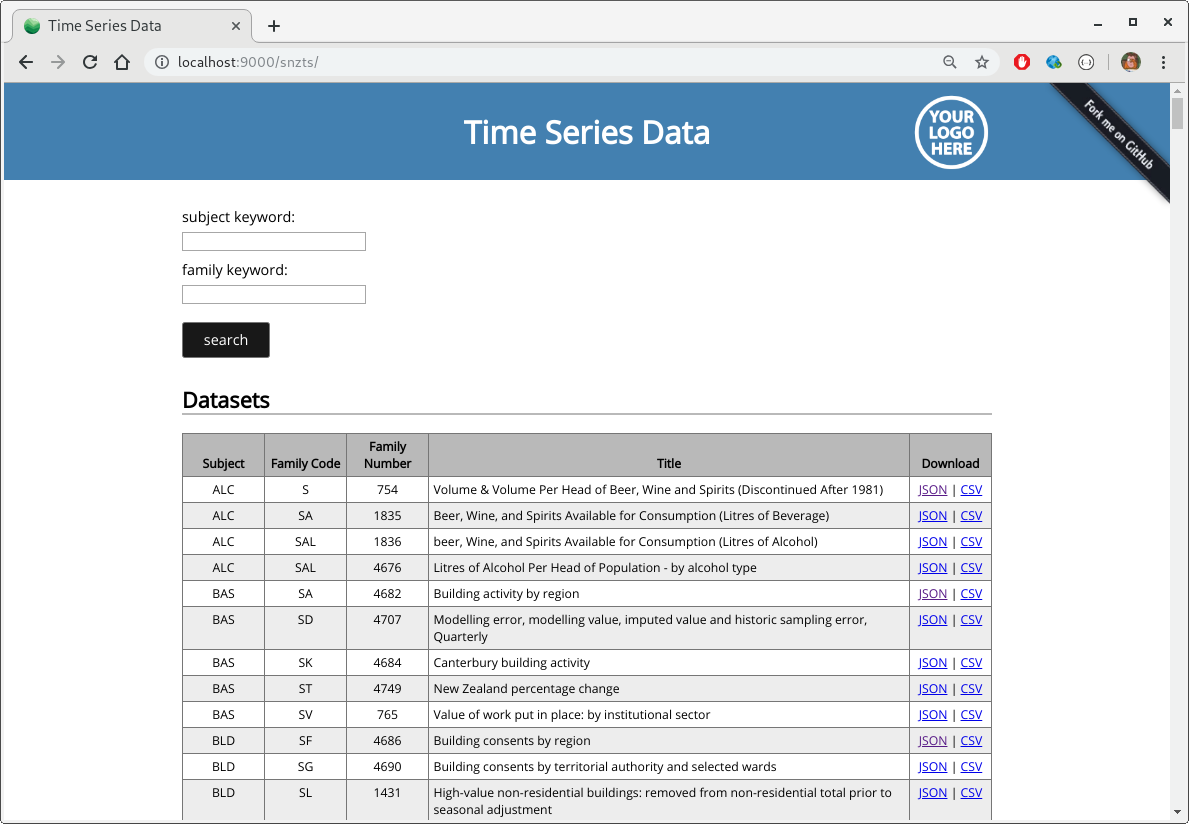 Time Series Data
localhost:9000/snzts/
Time Series Data
YOUR
LOGO
HERE
Fork me on GitHub
subject keyword:
family keyword:
search
Datasets
Subject Family Code Family Number Title Download
ALC S 754 Volume & Volume Per Head of Beer, Wine and Spirits (Discontinued After 1981) JSON | CSV
ALC SA 1835 Beer, Wine, and Spirits Available for Consumption (Litres of Beverage) JSON | CSV
ALC SAL 1836 beer, Wine, and Spirits Available for Consumption (Litres of Alcohol) JSON | CSV
ALC SAL 4676 Litres of Alcohol Per Head of Population - by alcohol type JSON | CSV
BAS SA 4682 Building activity by region JSON | CSV
BAS SD 4707 Modelling error, modelling value, imputed value and historic sampling error, JSON | CSV
Quarterly
BAS SK 4684 Canterbury building activity JSON | CSV
BAS ST 4749 New Zealand percentage change JSON | CSV
BAS SV 765 Value of work put in place: by institutional sector JSON | CSV
BLD SF 4686 Building consents by region JSON | CSV
BLD SG 4690 Building consents by territorial authority and selected wards JSON | CSV
BLD SL 1431 High-value non-residential buildings: removed from non-residential total prior to JSON | CSV
seasonal adjustment